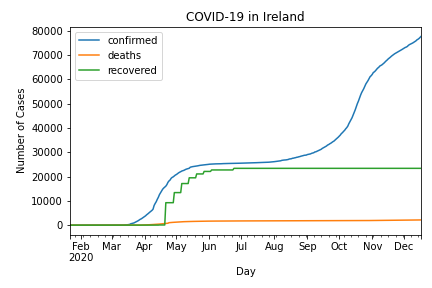 COVID-19 in Ireland
confirmed
deaths
recovered
Number of Cases
80000
70000
60000
50000
40000
30000
20000
10000
0
Feb Mar Apr May Jun Jul Aug Sep Oct Nov Dec
2020
Day